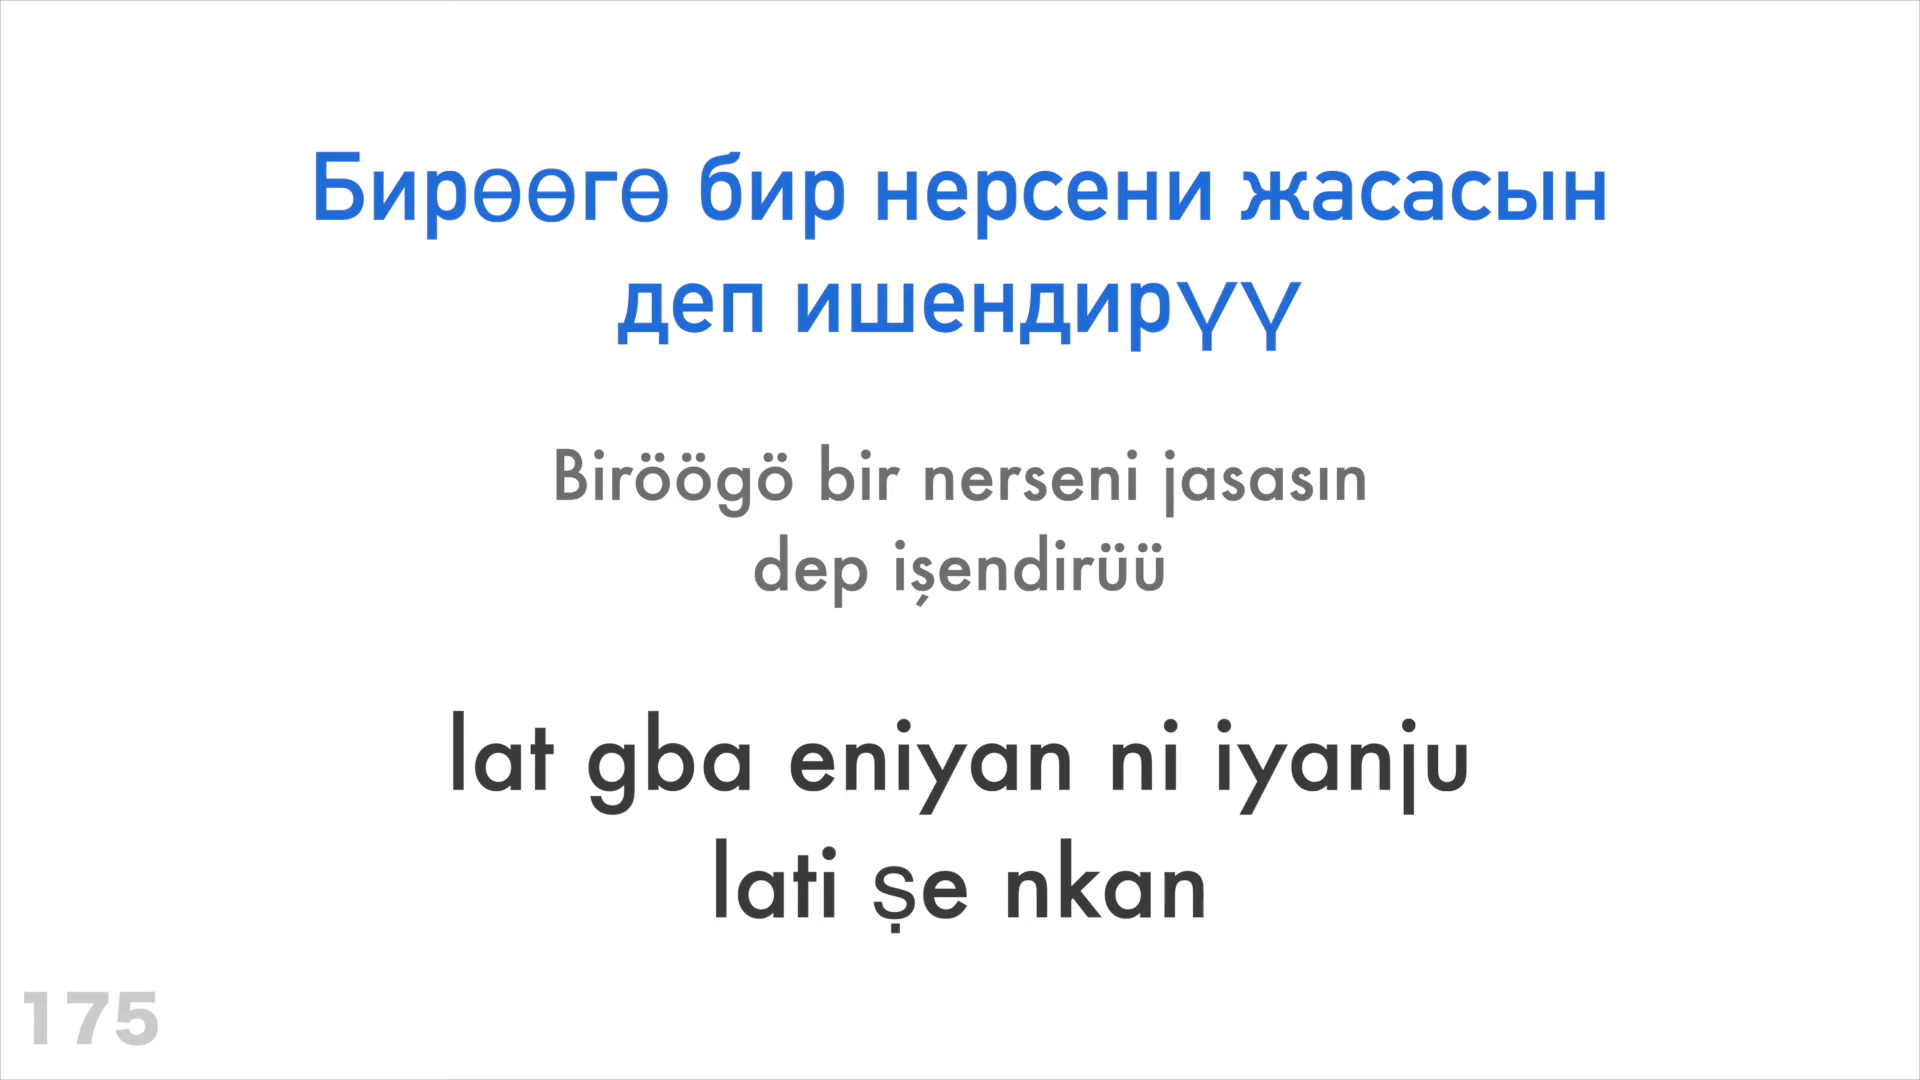 Бирөөгө бир нерсени жасасын
деп ишендирүү
Biröögö bir nerseni jasasın
dep işendirüü
lat gba eniyan ni iyanju
lati ṣe nkan
175